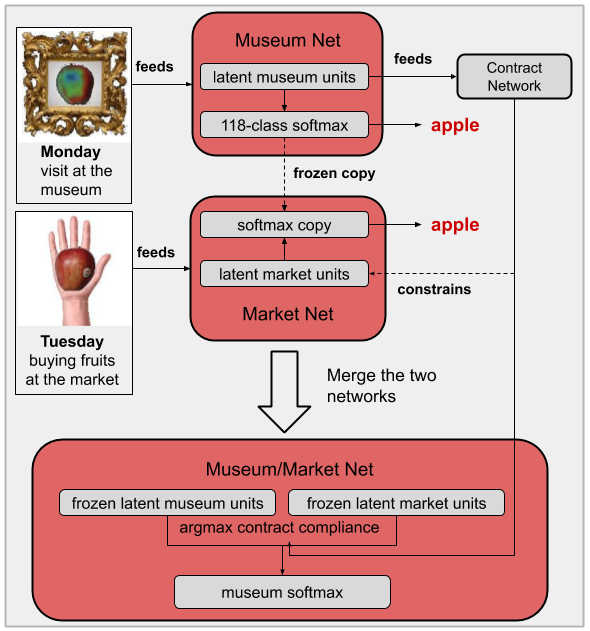 Museum Net
feeds
latent museum units
feeds
Contract
Network
118-class softmax
apple
Monday
visit at the
museum
frozen copy
softmax copy
apple
feeds
latent market units
constrains
Market Net
Tuesday
buying fruits
at the market
Merge the two
networks
Museum/Market Net
frozen latent museum units
frozen latent market units
argmax contract compliance
museum softmax